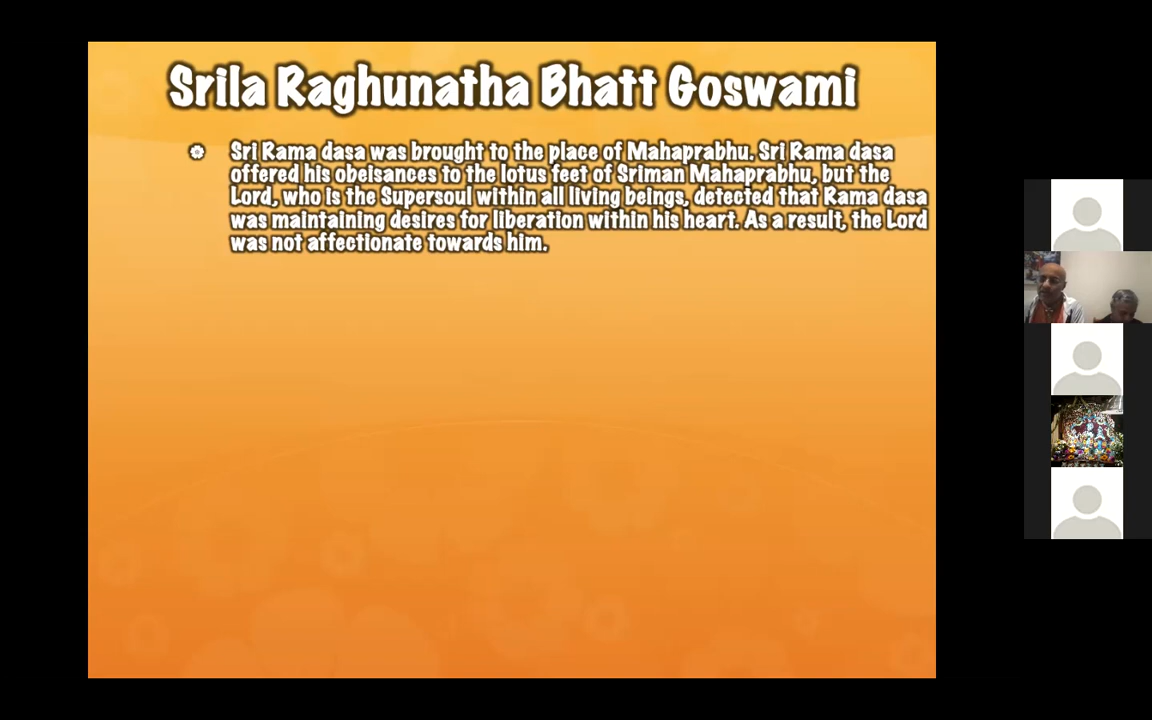 Srila Raghunatha Bhatt Goswami
Sri Rama dasa was brought to the place of Mahaprabhu. Sri Rama dasa
offered his obeisances to the lotus feet of Sriman Mahaprabhu, but the
Lord, who is the Supersoul within all living beings, detected that Rama dasa
was maintaining desires for liberation within his heart. As a result, the Lord
was not affectionate towards him.